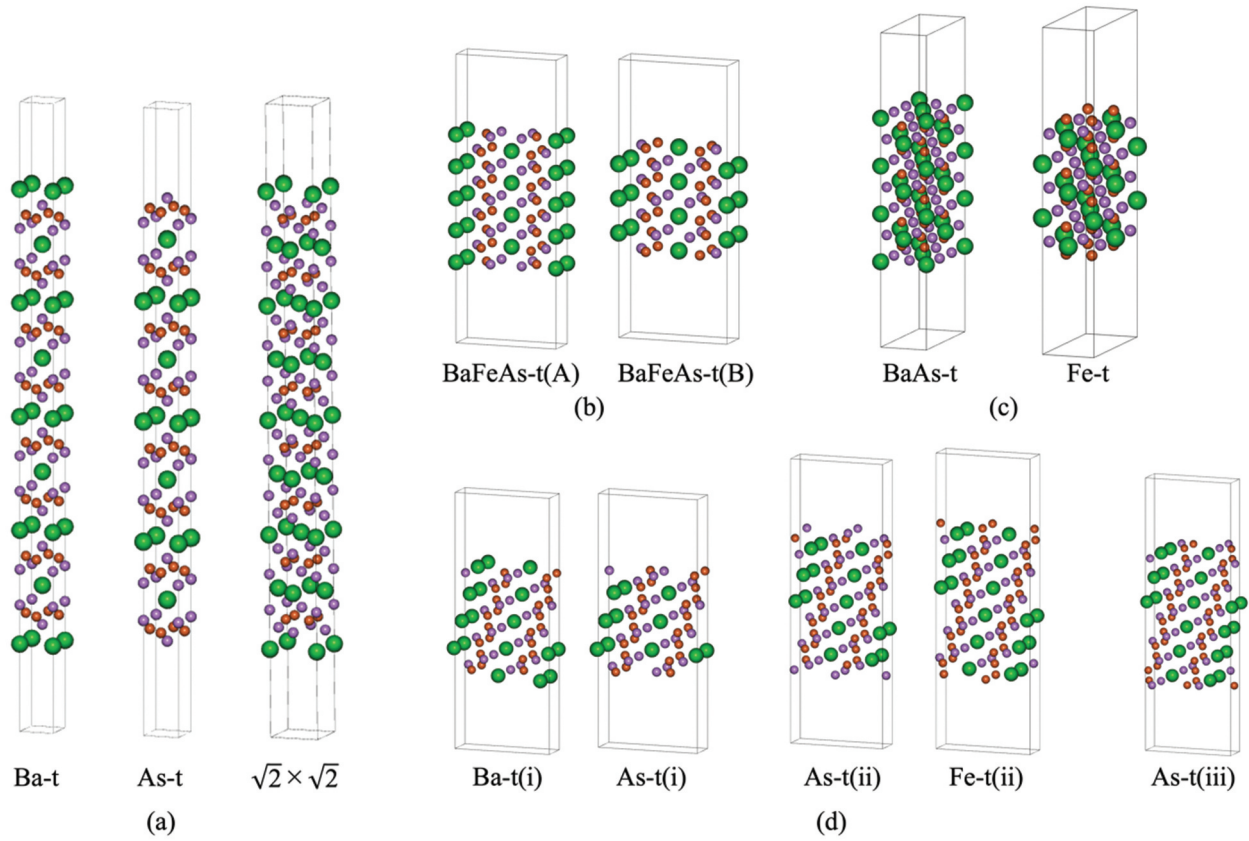 BaFeAs-t(A) BaFeAs-t(B)
(b)
BaAs-t Fe-t
(c)
Ba-t As-t √2 × √2
(a)
Ba-t(i) As-t(i) As-t(ii) Fe-t(ii) As-t(iii)
(d)